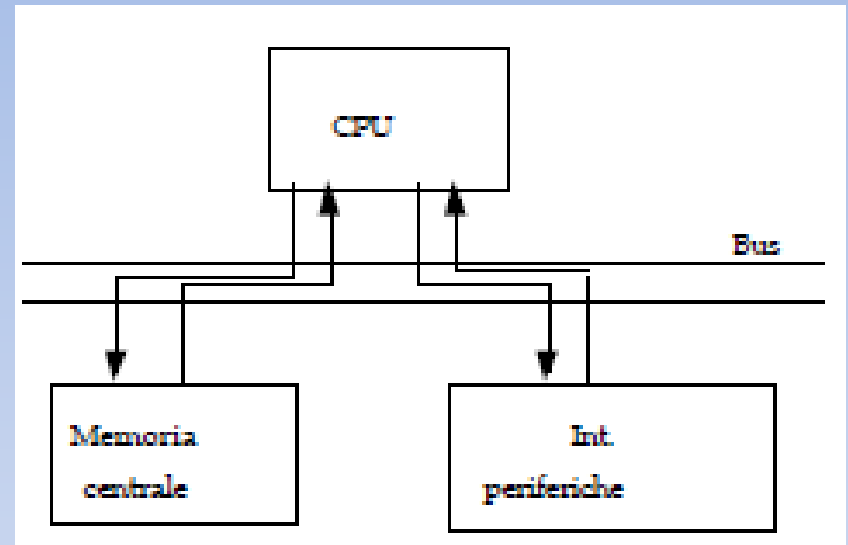 CPU
Bus
Memoria
centrale
Int.
periferiche